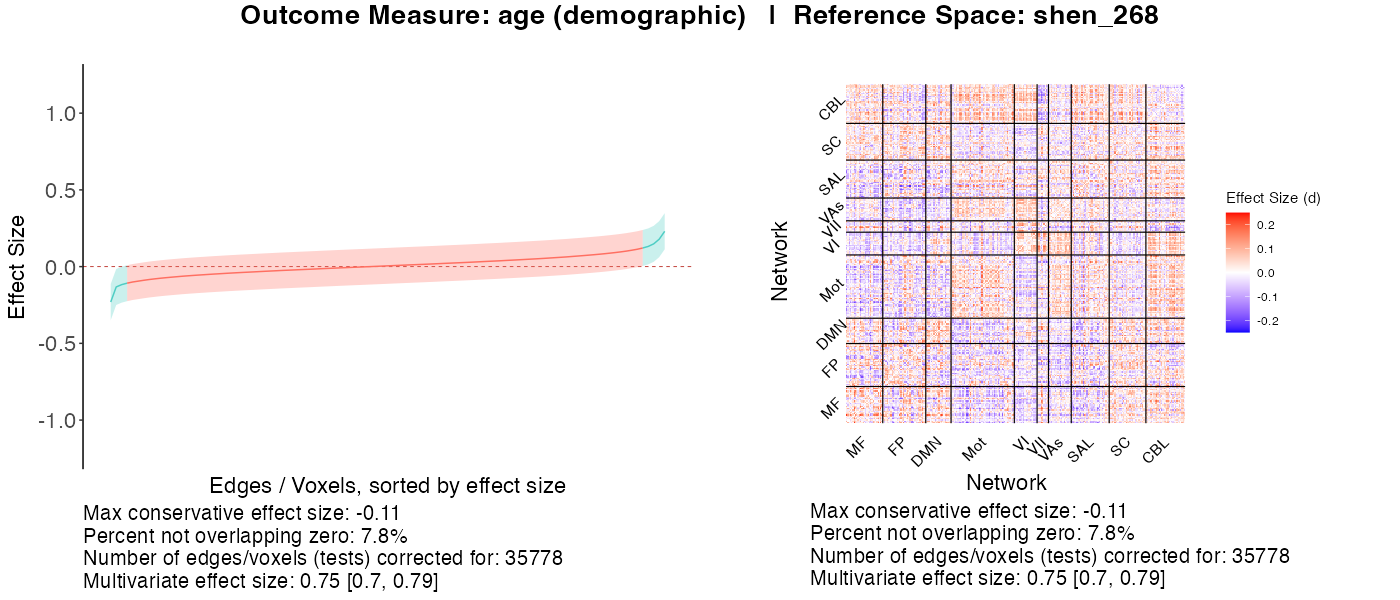 Outcome Measure: age (demographic) | Reference Space: shen_268
Effect Size
1.0
0.5
0.0
-0.5
-1.0
Edges / Voxels, sorted by effect size
Max conservative effect size: -0.11
Percent not overlapping zero: 7.8%
Number of edges/voxels (tests) corrected for: 35778
Multivariate effect size: 0.75 [0.7, 0.79]
Network
CBL
SC
SAL
VAs
VII
VI
Mot
DMN
FP
MF
MF
FP
DMN
Mot
VI
VII
VAs
SAL
SC
CBL
Network
Effect Size (d)
0.2
0.1
0.0
-0.1
-0.2
Max conservative effect size: -0.11
Percent not overlapping zero: 7.8%
Number of edges/voxels (tests) corrected for: 35778
Multivariate effect size: 0.75 [0.7, 0.79]